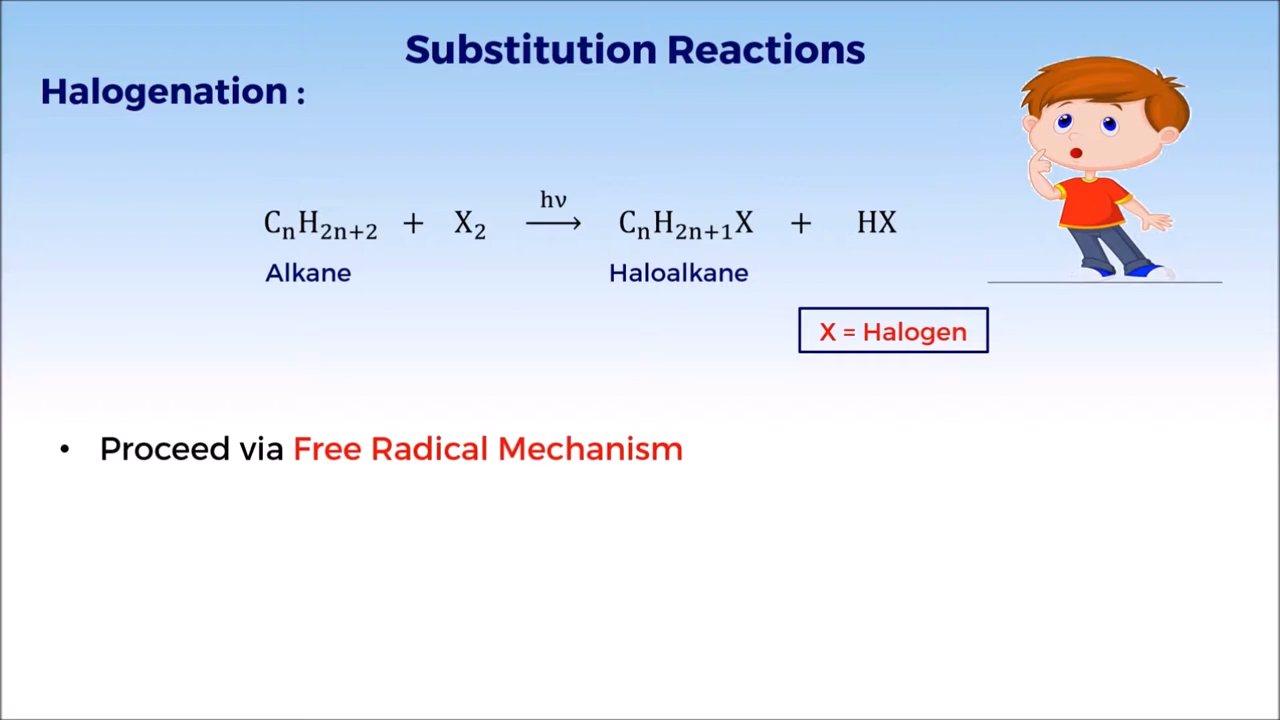 Substitution Reactions
Halogenation :
hν
CₙH₂ₙ₊₂ + X₂ ⟶ CₙH₂ₙ₊₁X + HX
Alkane Haloalkane
X = Halogen
• Proceed via Free Radical Mechanism